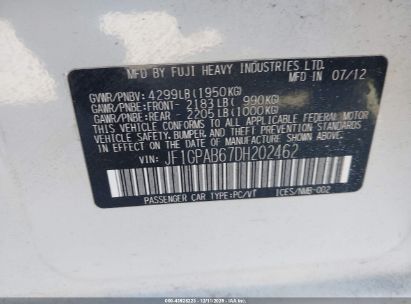 MFD BY FUJI HEAVY INDUSTRIES LTD.
MFD IN 07/12
GVWR/PNBV: 4299LB(1950KG)
GAWR/PNBE:FRONT- 2183LB( 990KG)
GAWR/PNBE:REAR - 2205LB(1000KG)
THIS VEHICLE CONFORMS TO ALL APPLICABLE FEDERAL MOTOR
VEHICLE SAFETY,BUMPER,AND THEFT PREVENTION STANDARDS
IN EFFECT ON THE DATE OF MANUFACTURE SHOWN ABOVE.
VIN: JF1GPAB67DH202462
PASSENGER CAR TYPE:PC/VT ICES/NMB-002